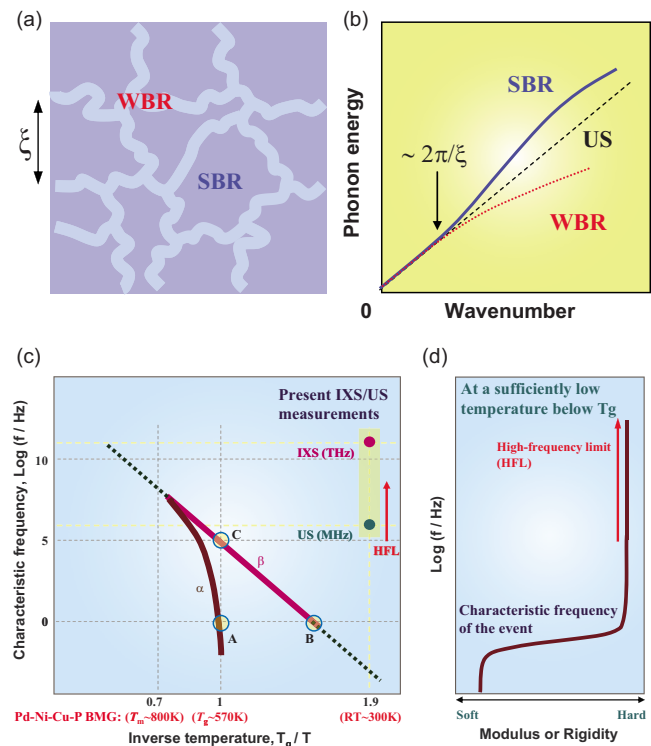 (a)
WBR
ξ
SBR
(b)
Phonon energy
SBR
US
~ 2π/ξ
WBR
0
Wavenumber
(c)
Characteristic frequency, Log (f / Hz)
Present IXS/US
measurements
10
IXS (THz)
5
C
US (MHz)
HFL
β
α
0
A
B
0.7
1
1.9
Pd-Ni-Cu-P BMG: (Tm~800K) (Tg~570K) (RT~300K)
Inverse temperature, Tg / T
(d)
Log (f / Hz)
At a sufficiently low
temperature below Tg
High-frequency limit
(HFL)
Characteristic frequency
of the event
Soft
Hard
Modulus or Rigidity